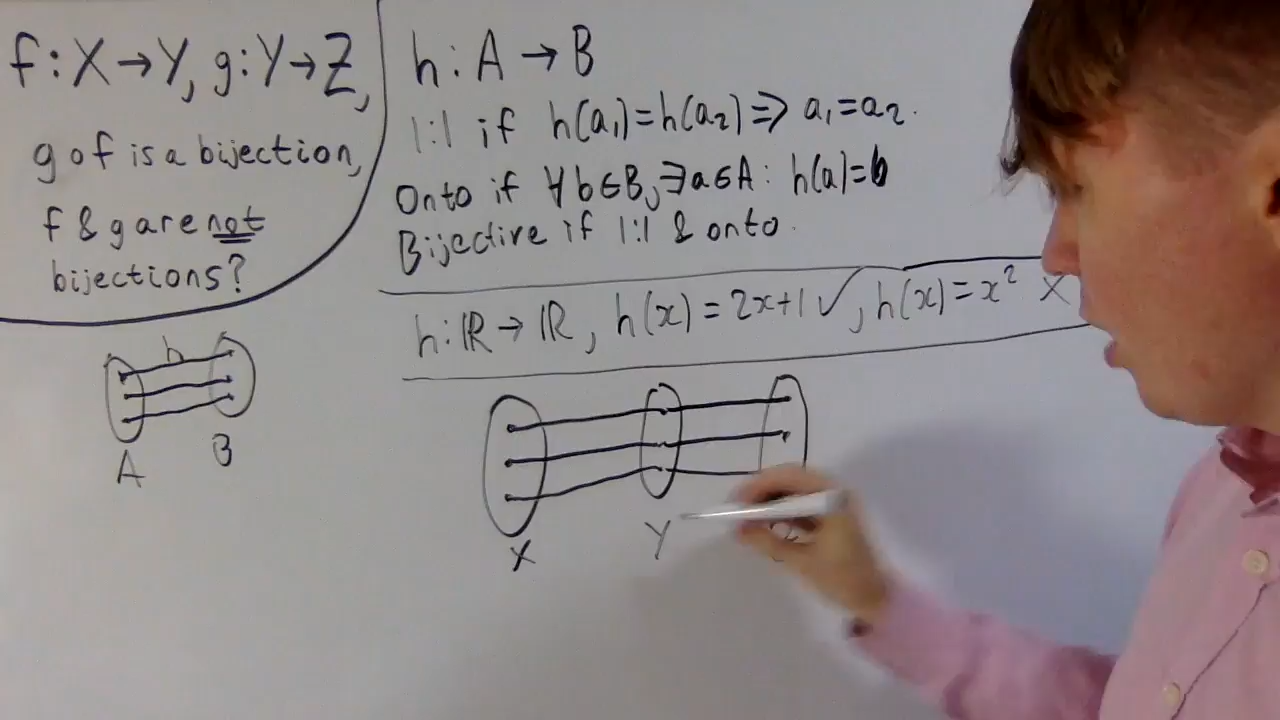 f:X→Y, g:Y→Z,
g o f is a bijection,
f & g are not
bijections?
h:A→B
1:1 if h(a₁)=h(a₂)⇒ a₁=a₂.
Onto if ∀b∈B,∃a∈A: h(a)=b
Bijective if 1:1 & onto.
h:ℝ→ℝ, h(x)=2x+1✓, h(x)=x² X
h
A B
X Y